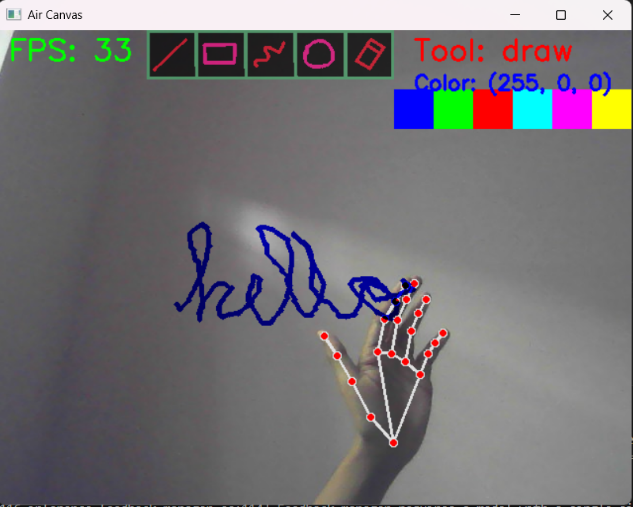 Air Canvas
FPS: 33
Tool: draw
Color: (255, 0, 0)
hello